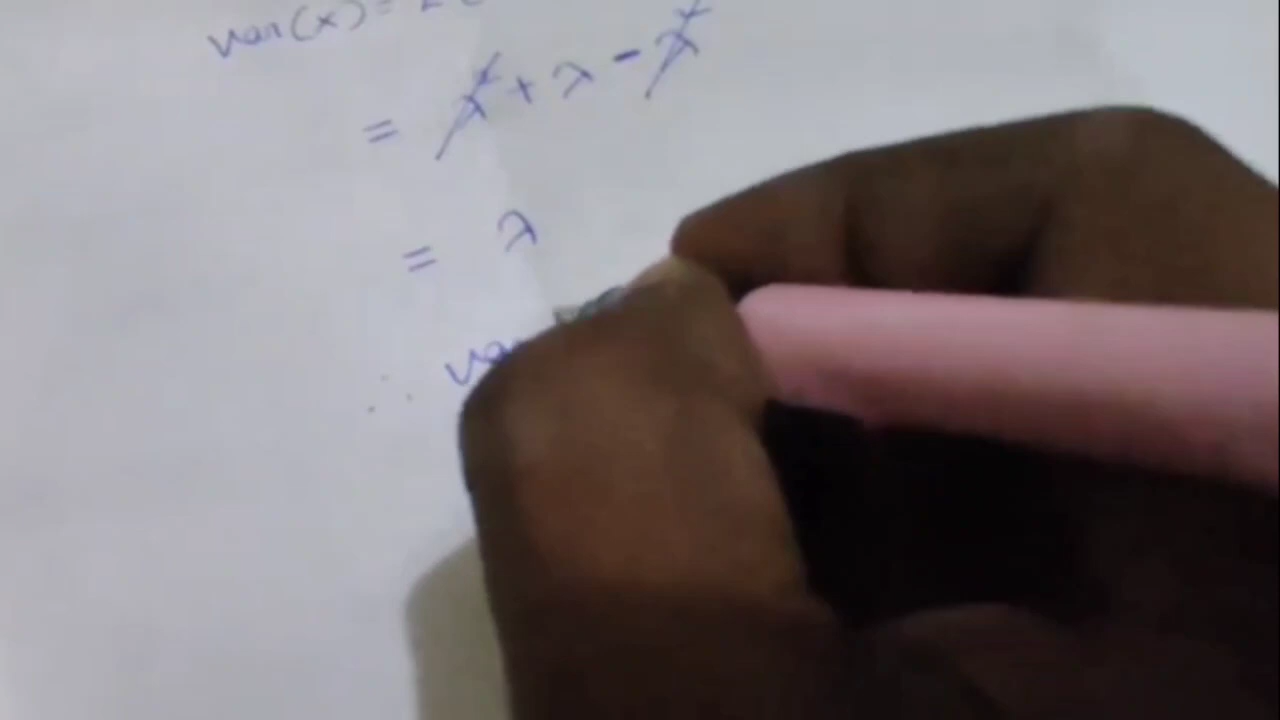 var(x) =
= λ² + λ - λ²
= λ
∴ var